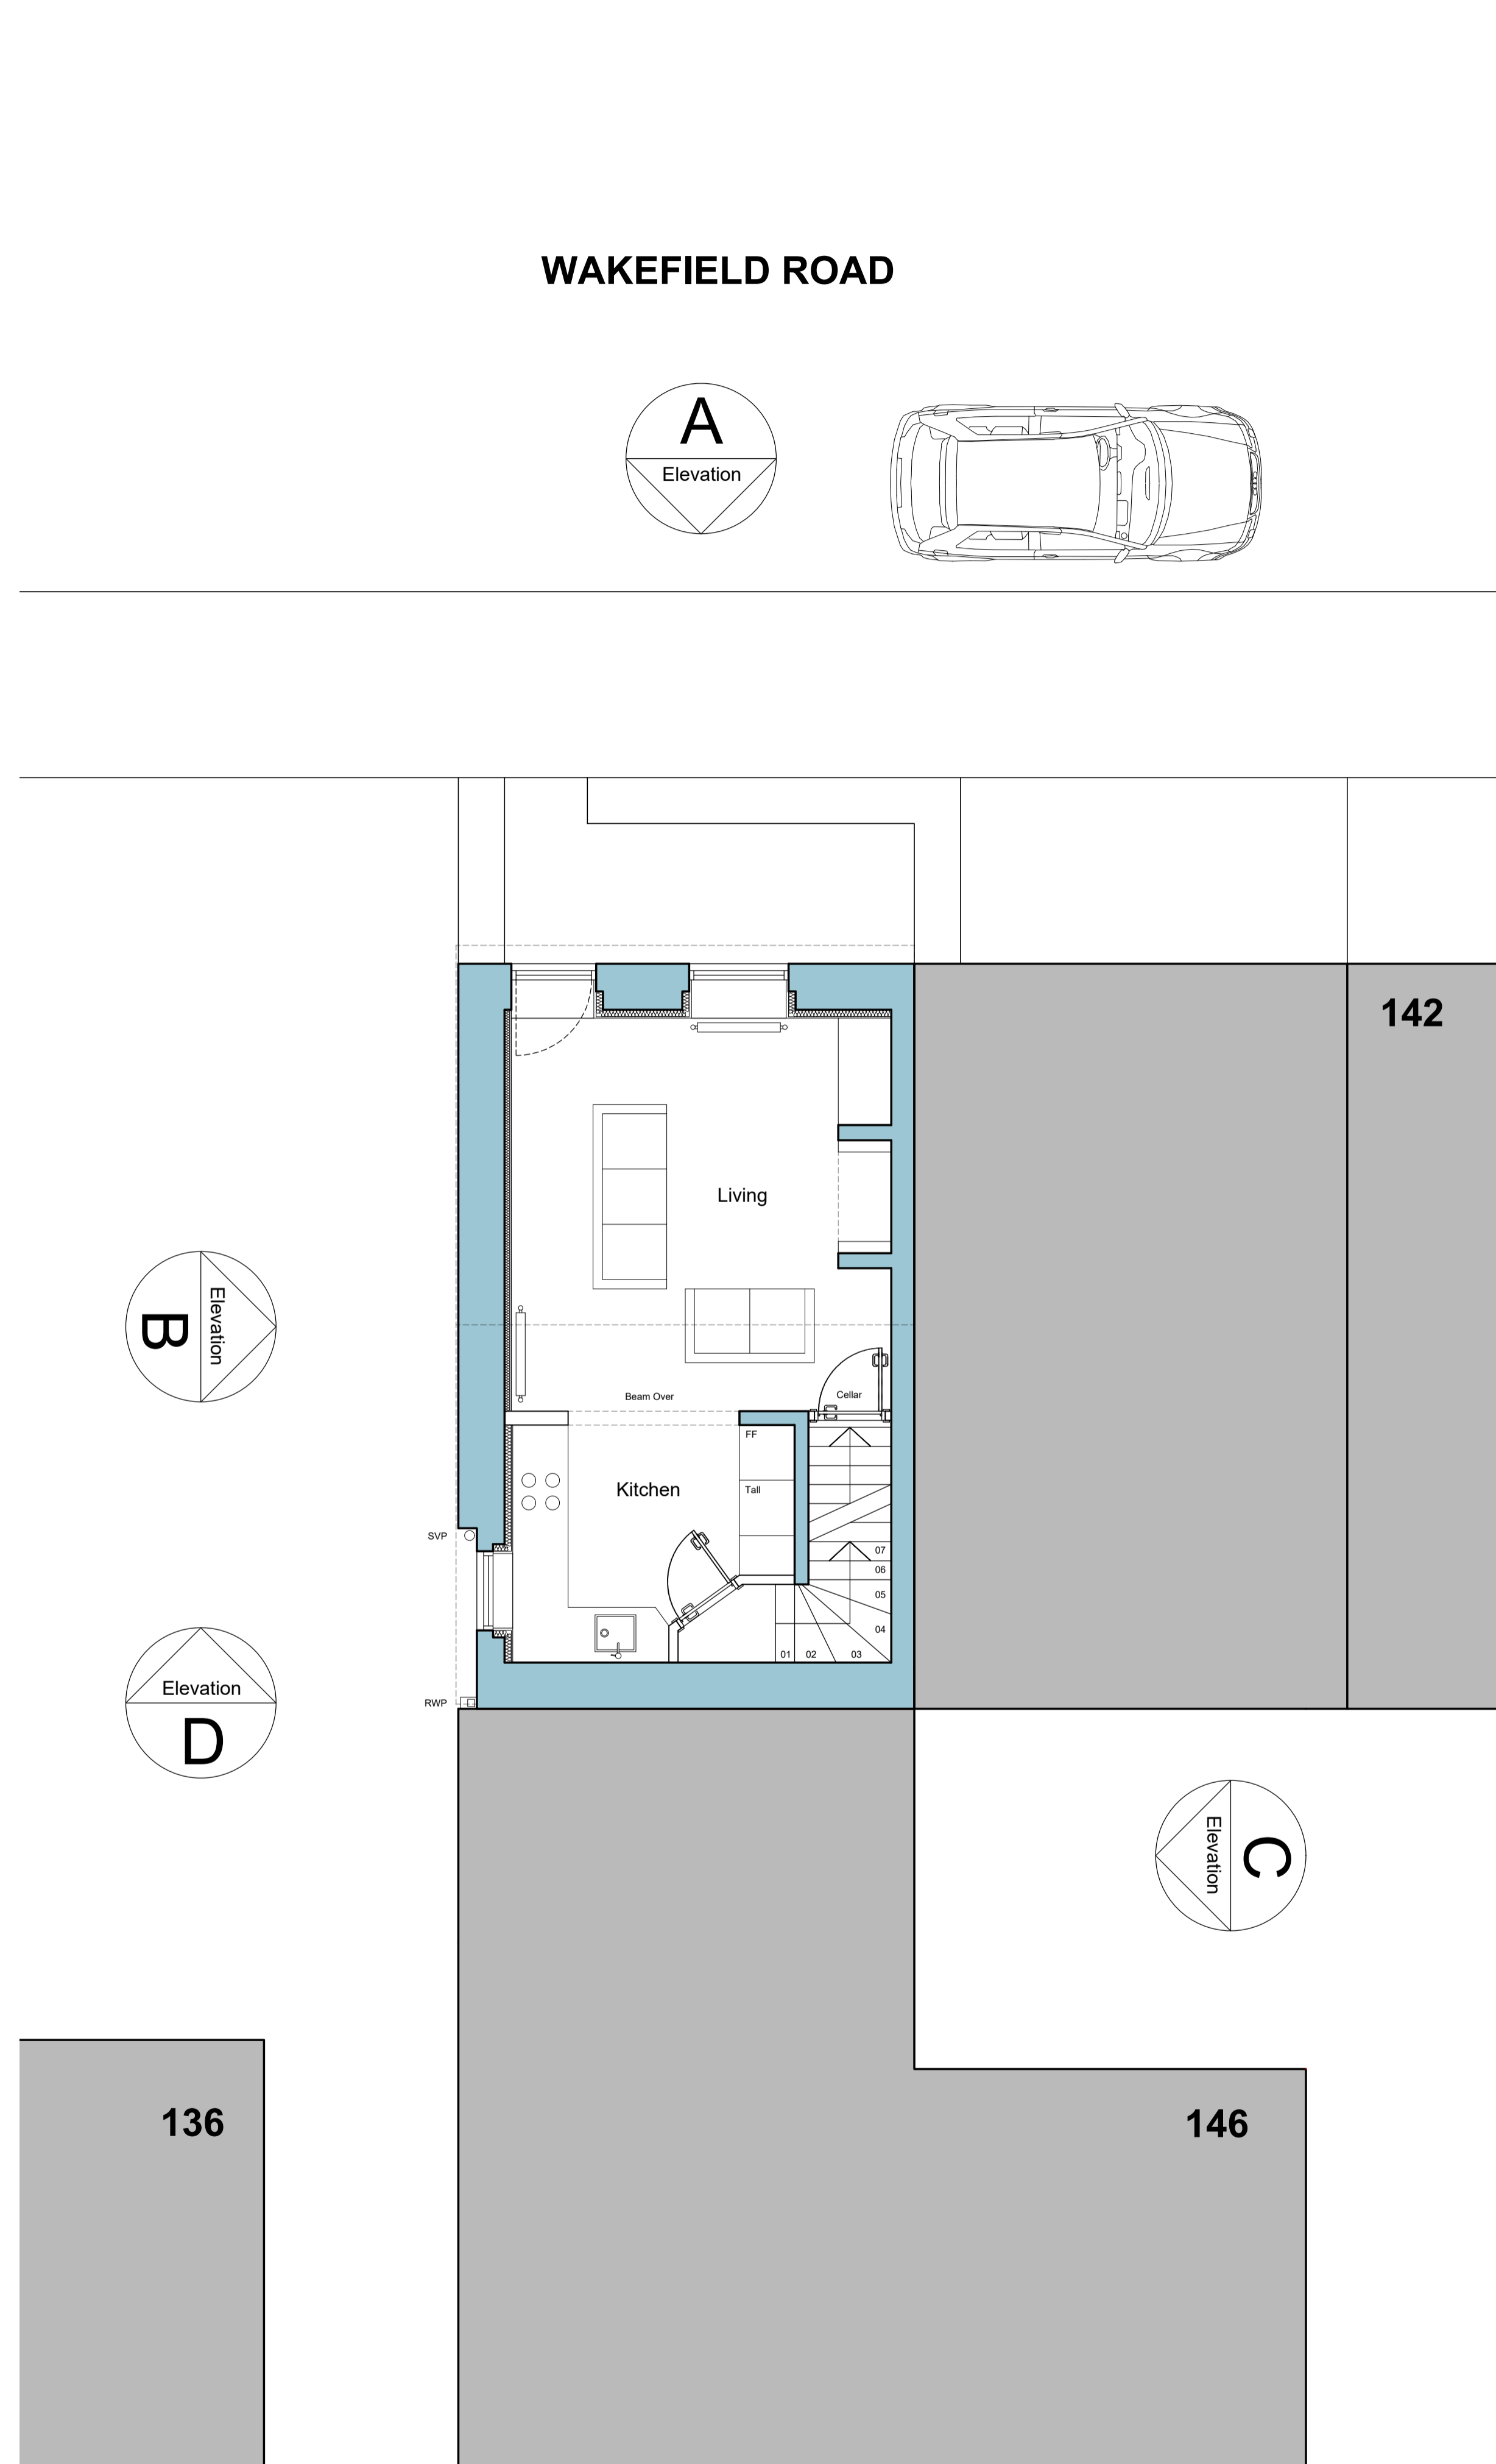 WAKEFIELD ROAD
A
Elevation
142
Living
B
Elevation
Beam Over
Cellar
FF
Kitchen
Tall
SVP
07
06
05
04
01
02
03
Elevation
D
RWP
Elevation
C
136
146